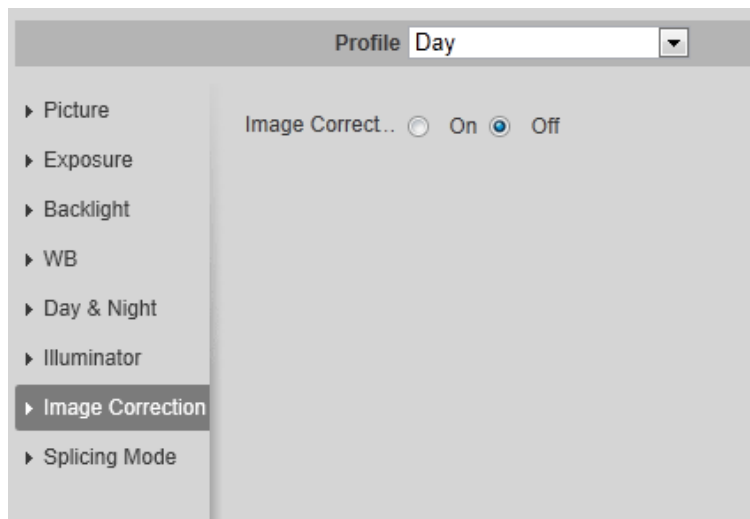 Profile Day
Picture
Exposure
Backlight
WB
Day & Night
Illuminator
Image Correction
Splicing Mode
Image Correct... On Off